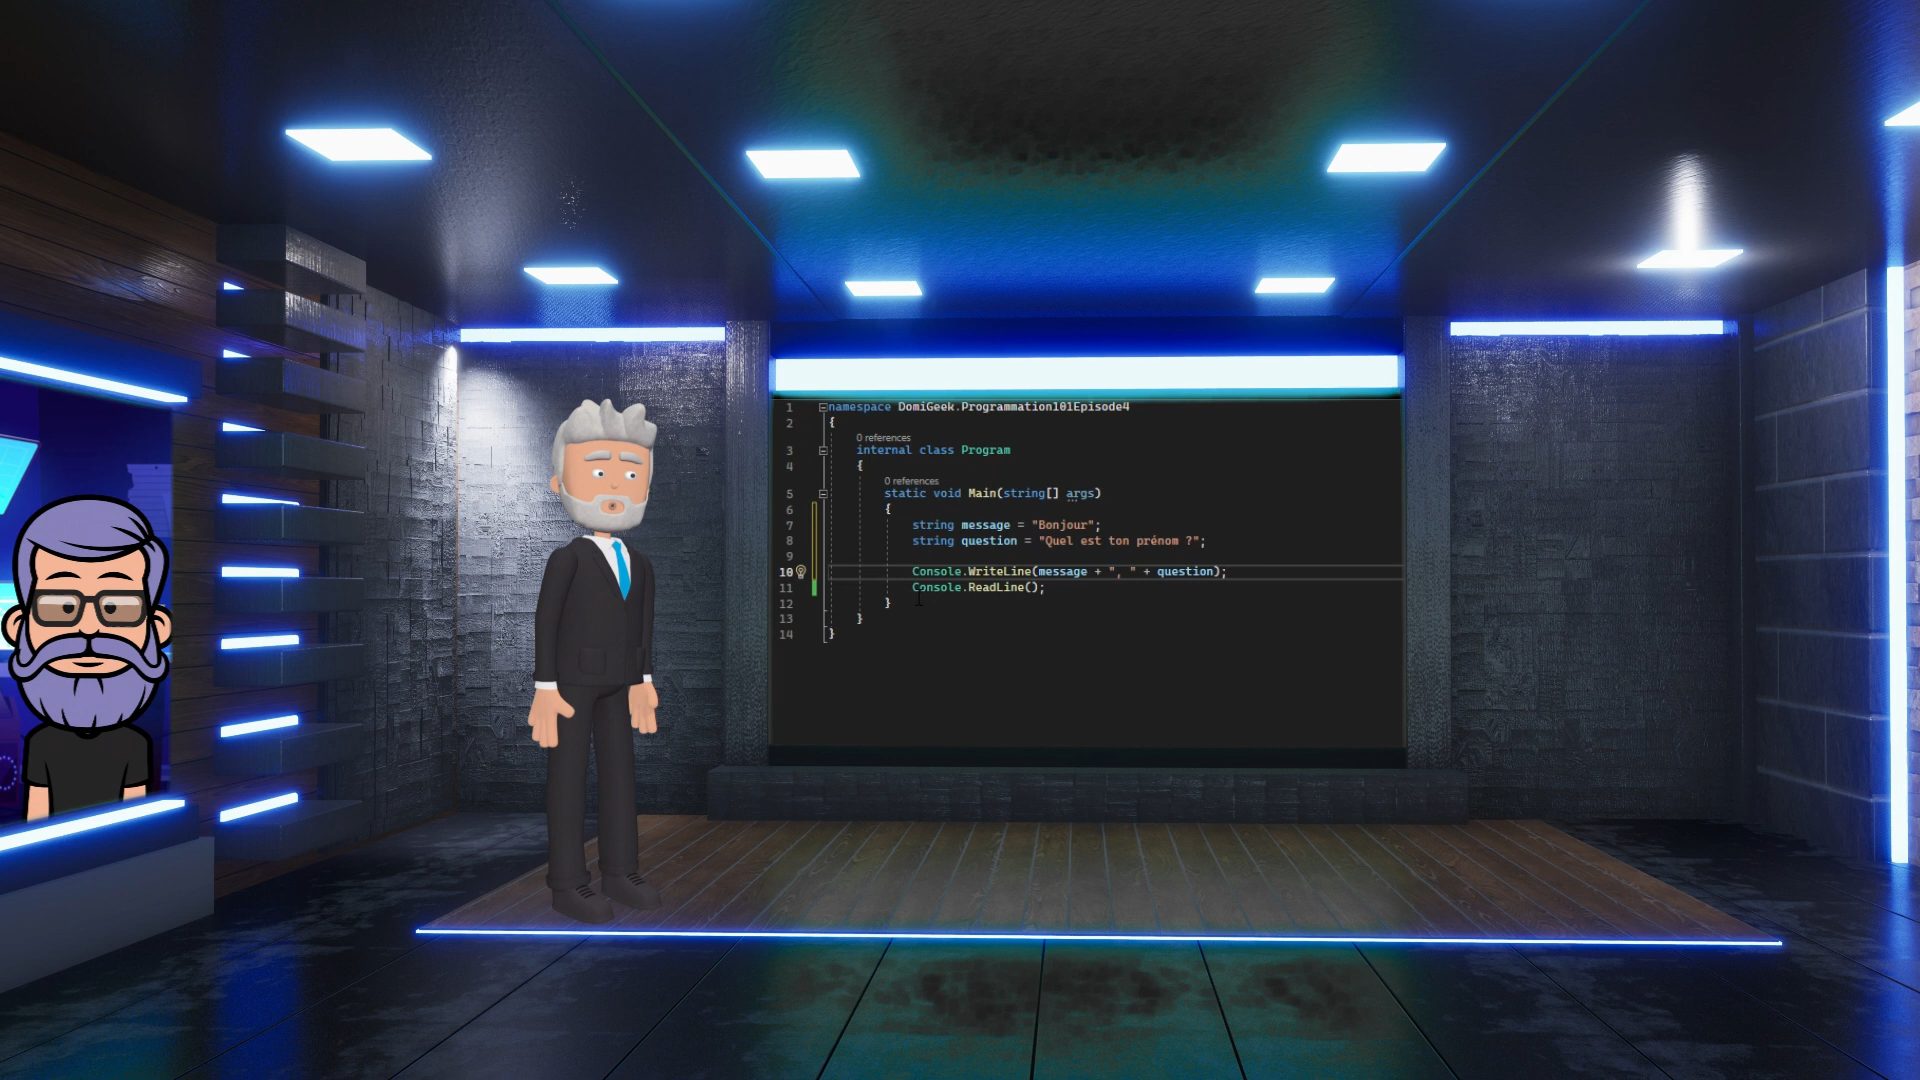 1 namespace DomiGeek.Programmation101Episode4
2 {
0 references
3 internal class Program
4 {
0 references
5 static void Main(string[] args)
6 {
7 string message = "Bonjour";
8 string question = "Quel est ton prénom ?";
9
10 Console.WriteLine(message + ", " + question);
11 Console.ReadLine();
12 }
13 }
14 }